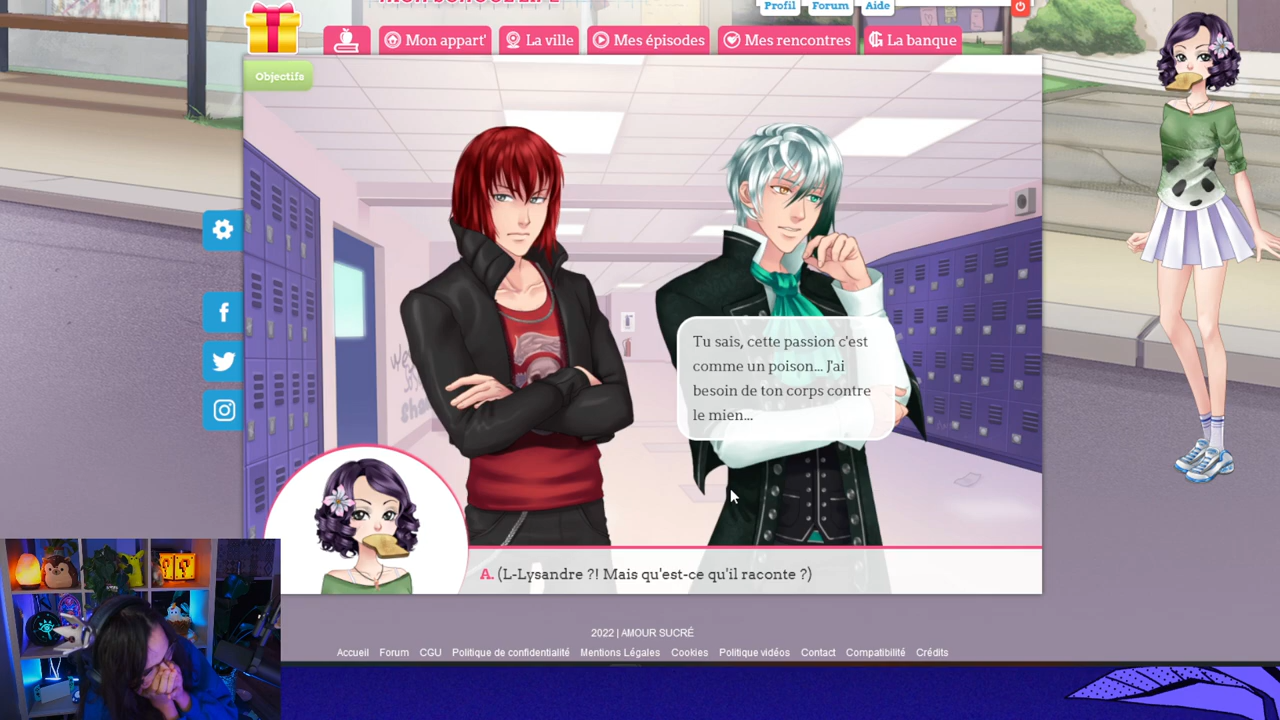 Profil
Forum
Aide
Mon appart'
La ville
Mes épisodes
Mes rencontres
La banque
Objectifs
Tu sais, cette passion c'est
comme un poison... J'ai
besoin de ton corps contre
le mien...
A. (L-Lysandre ?! Mais qu'est-ce qu'il raconte ?)
2022 | AMOUR SUCRÉ
Accueil Forum CGU Politique de confidentialité Mentions Légales Cookies Politique vidéos Contact Compatibilité Crédits